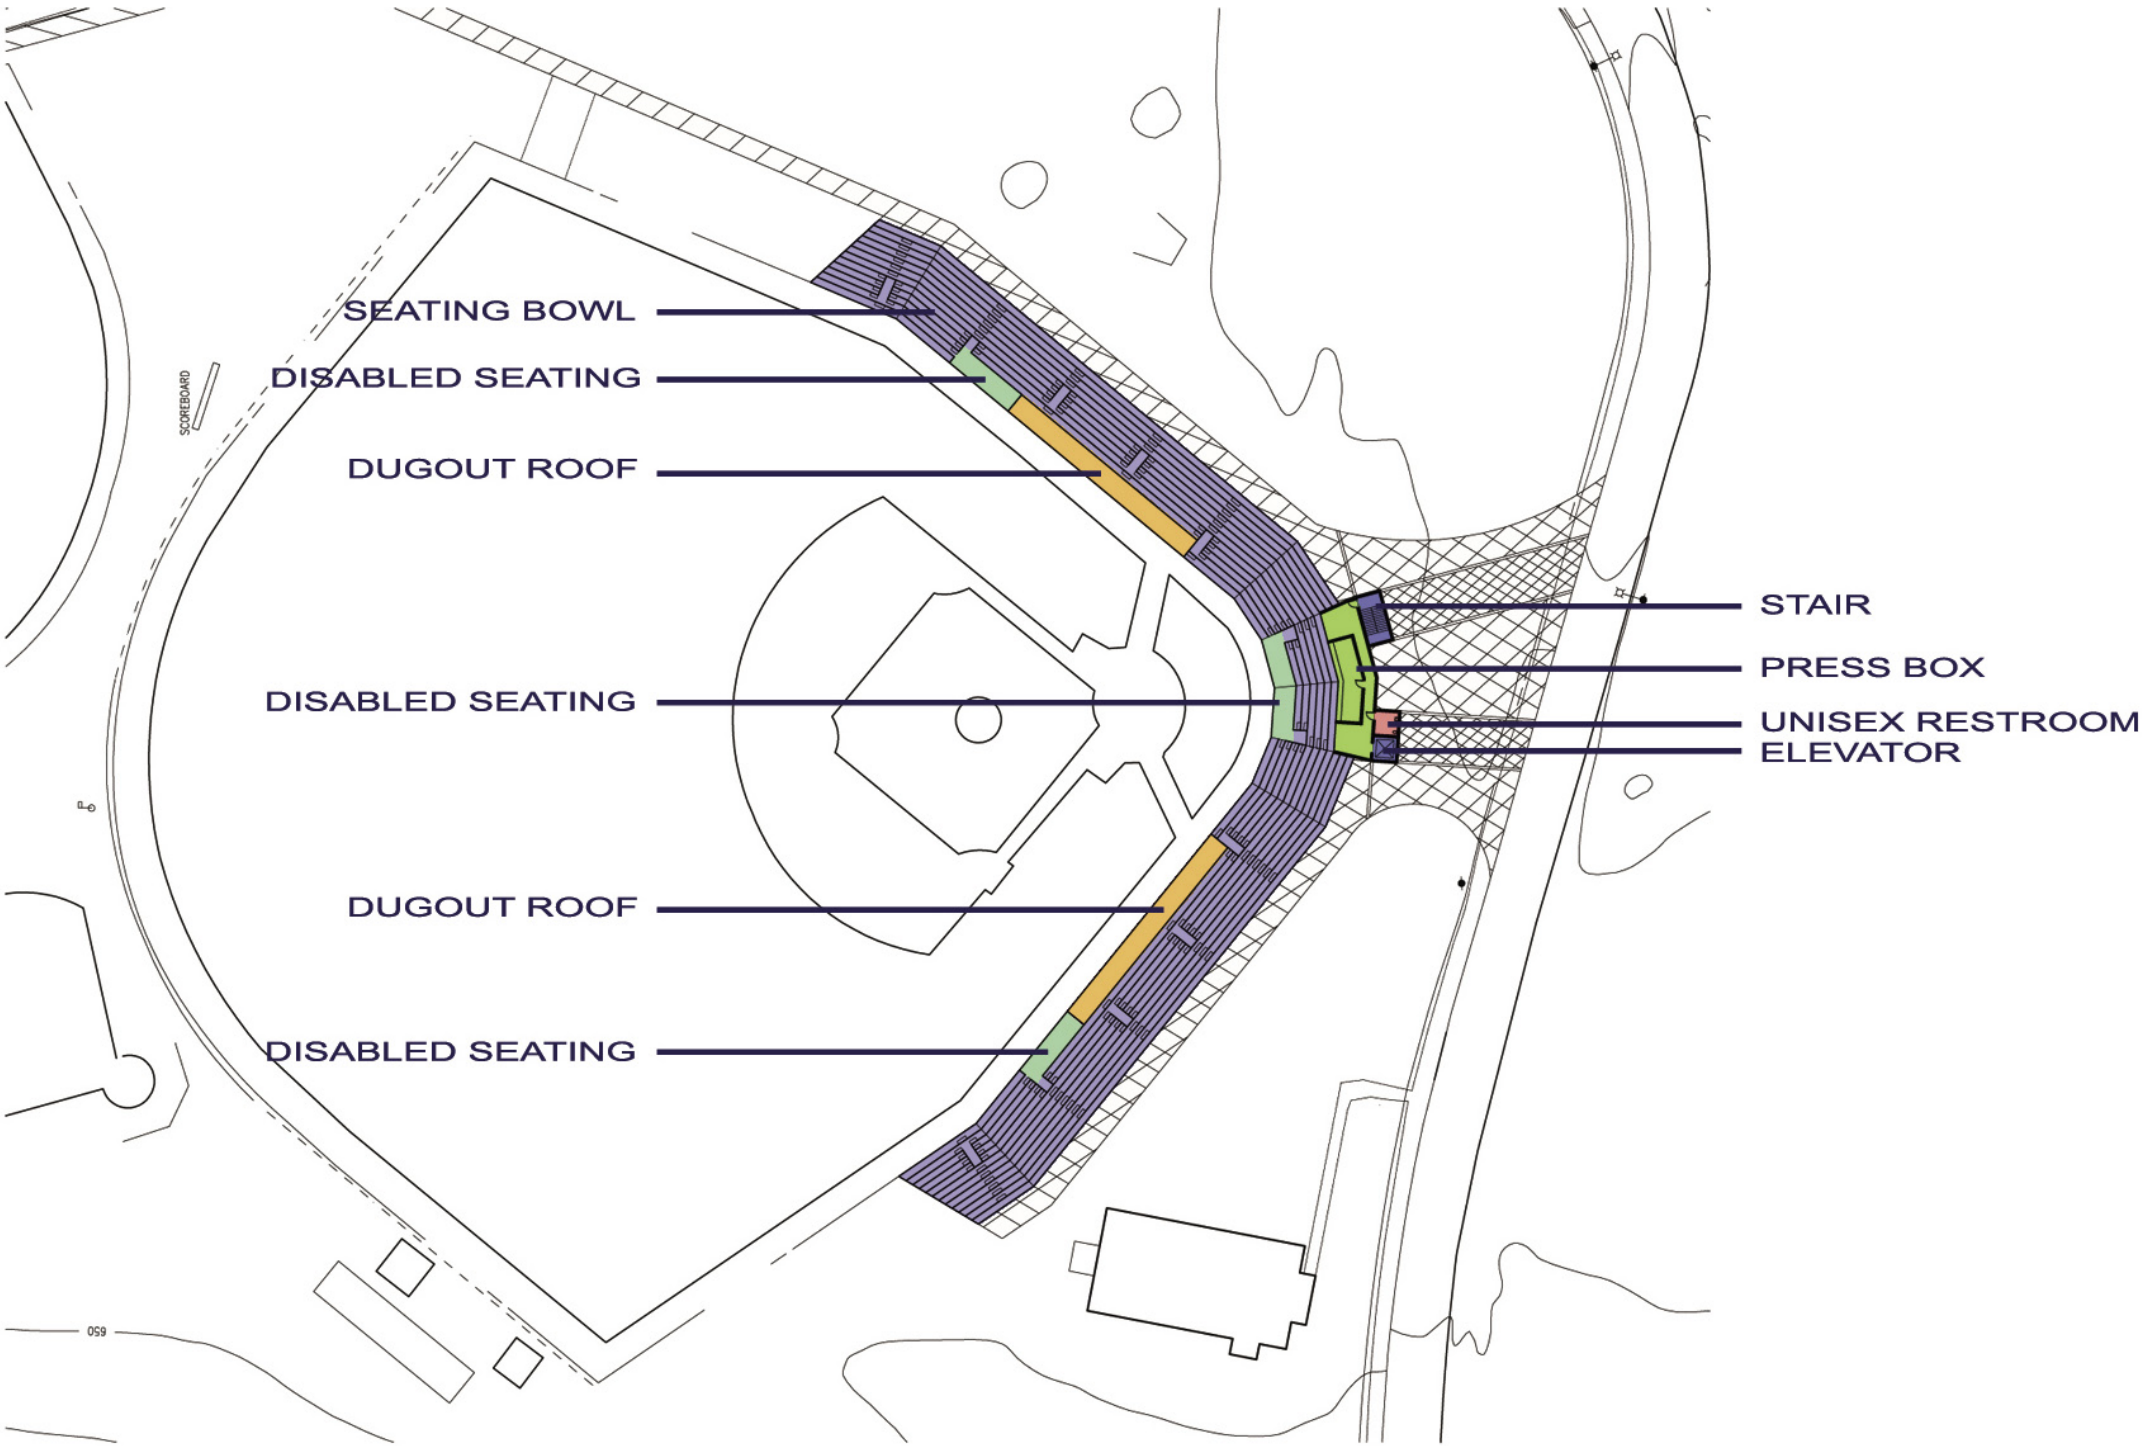 SEATING BOWL
DISABLED SEATING
SCOREBOARD
DUGOUT ROOF
STAIR
PRESS BOX
DISABLED SEATING
UNISEX RESTROOM
ELEVATOR
DUGOUT ROOF
DISABLED SEATING
650